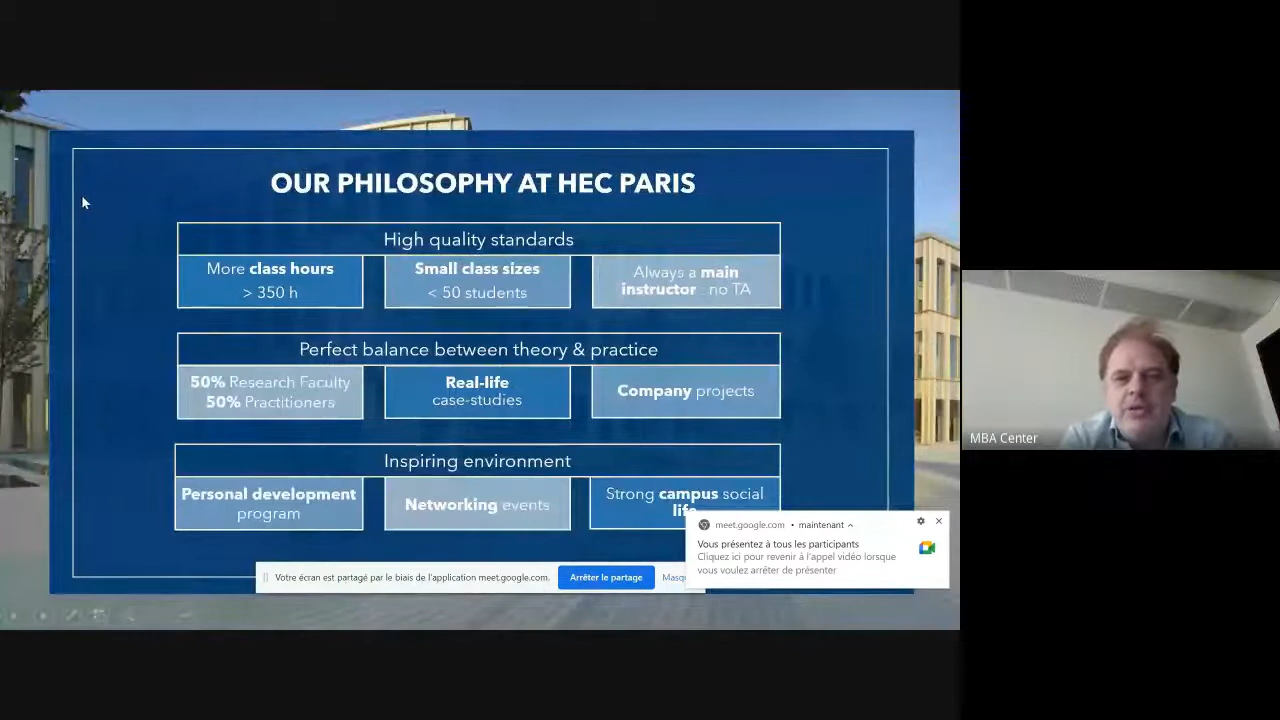 OUR PHILOSOPHY AT HEC PARIS
High quality standards
More class hours
> 350 h
Small class sizes
< 50 students
Always a main
instructor no TA
Perfect balance between theory & practice
50% Research Faculty
50% Practitioners
Real-life
case-studies
Company projects
Inspiring environment
Personal development
program
Networking events
Strong campus social
life
meet.google.com • maintenant
Vous présentez à tous les participants
Cliquez ici pour revenir à l'appel vidéo lorsque
vous voulez arrêter de présenter
Votre écran est partagé par le biais de l'application meet.google.com.
Arrêter le partage
Masqu
MBA Center